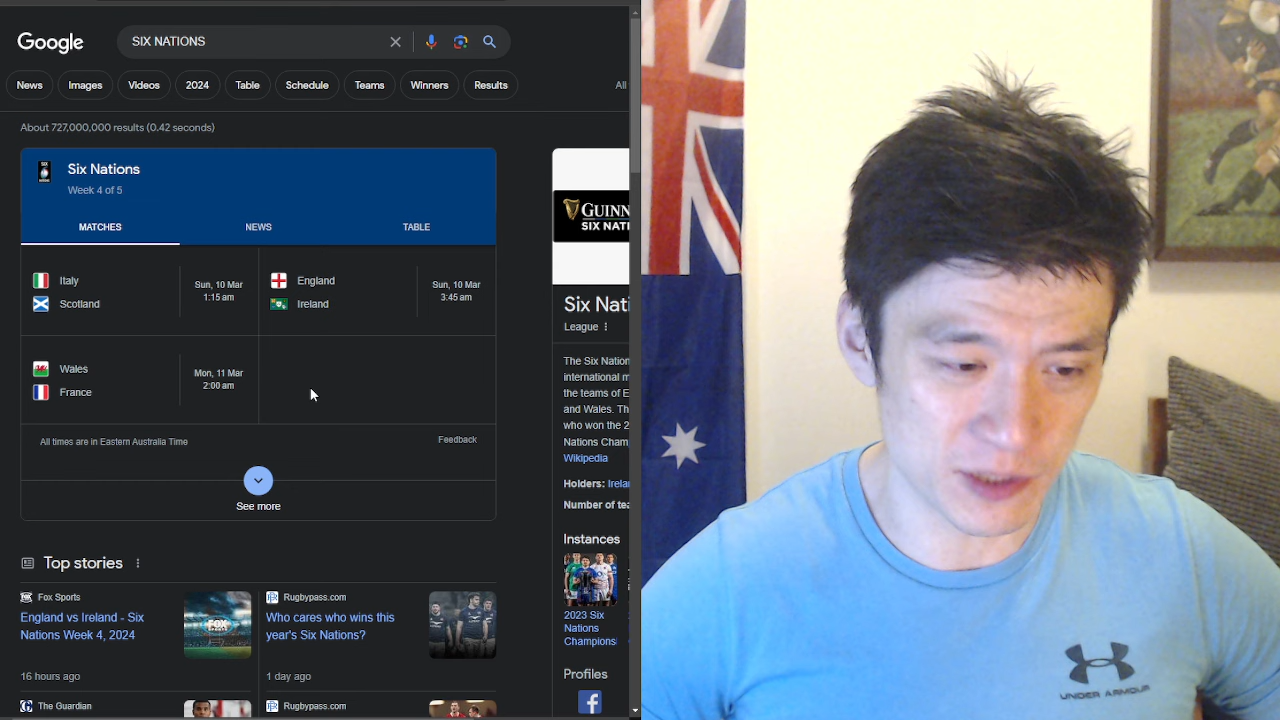 Google
SIX NATIONS
News
Images
Videos
2024
Table
Schedule
Teams
Winners
Results
All
About 727,000,000 results (0.42 seconds)
Six Nations
Week 4 of 5
MATCHES
NEWS
TABLE
Italy
Scotland
Sun, 10 Mar
1:15 am
England
Ireland
Sun, 10 Mar
3:45 am
Wales
France
Mon, 11 Mar
2:00 am
All times are in Eastern Australia Time
Feedback
See more
Top stories
Fox Sports
England vs Ireland - Six
Nations Week 4, 2024
FOX
16 hours ago
Rugbypass.com
Who cares who wins this
year's Six Nations?
1 day ago
The Guardian
Rugbypass.com
GUINN
SIX NATI
Six Nati
League
The Six Nation
international m
the teams of E
and Wales. Th
who won the 2
Nations Cham
Wikipedia
Holders: Irela
Number of tea
Instances
2023 Six
Nations
Champions
Profiles
UNDER ARMOUR